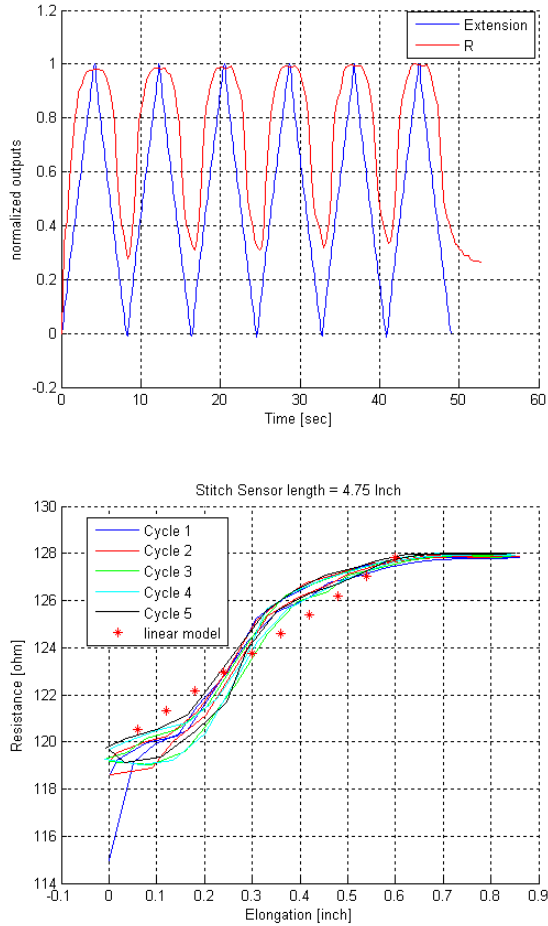 1.2
1
0.8
0.6
0.4
0.2
0
-0.2
normalized outputs
Extension
R
0 10 20 30 40 50 60
Time [sec]
Stitch Sensor length = 4.75 Inch
130
128
126
124
122
120
118
116
114
Resistance [ohm]
Cycle 1
Cycle 2
Cycle 3
Cycle 4
Cycle 5
linear model
-0.1 0 0.1 0.2 0.3 0.4 0.5 0.6 0.7 0.8 0.9
Elongation [inch]